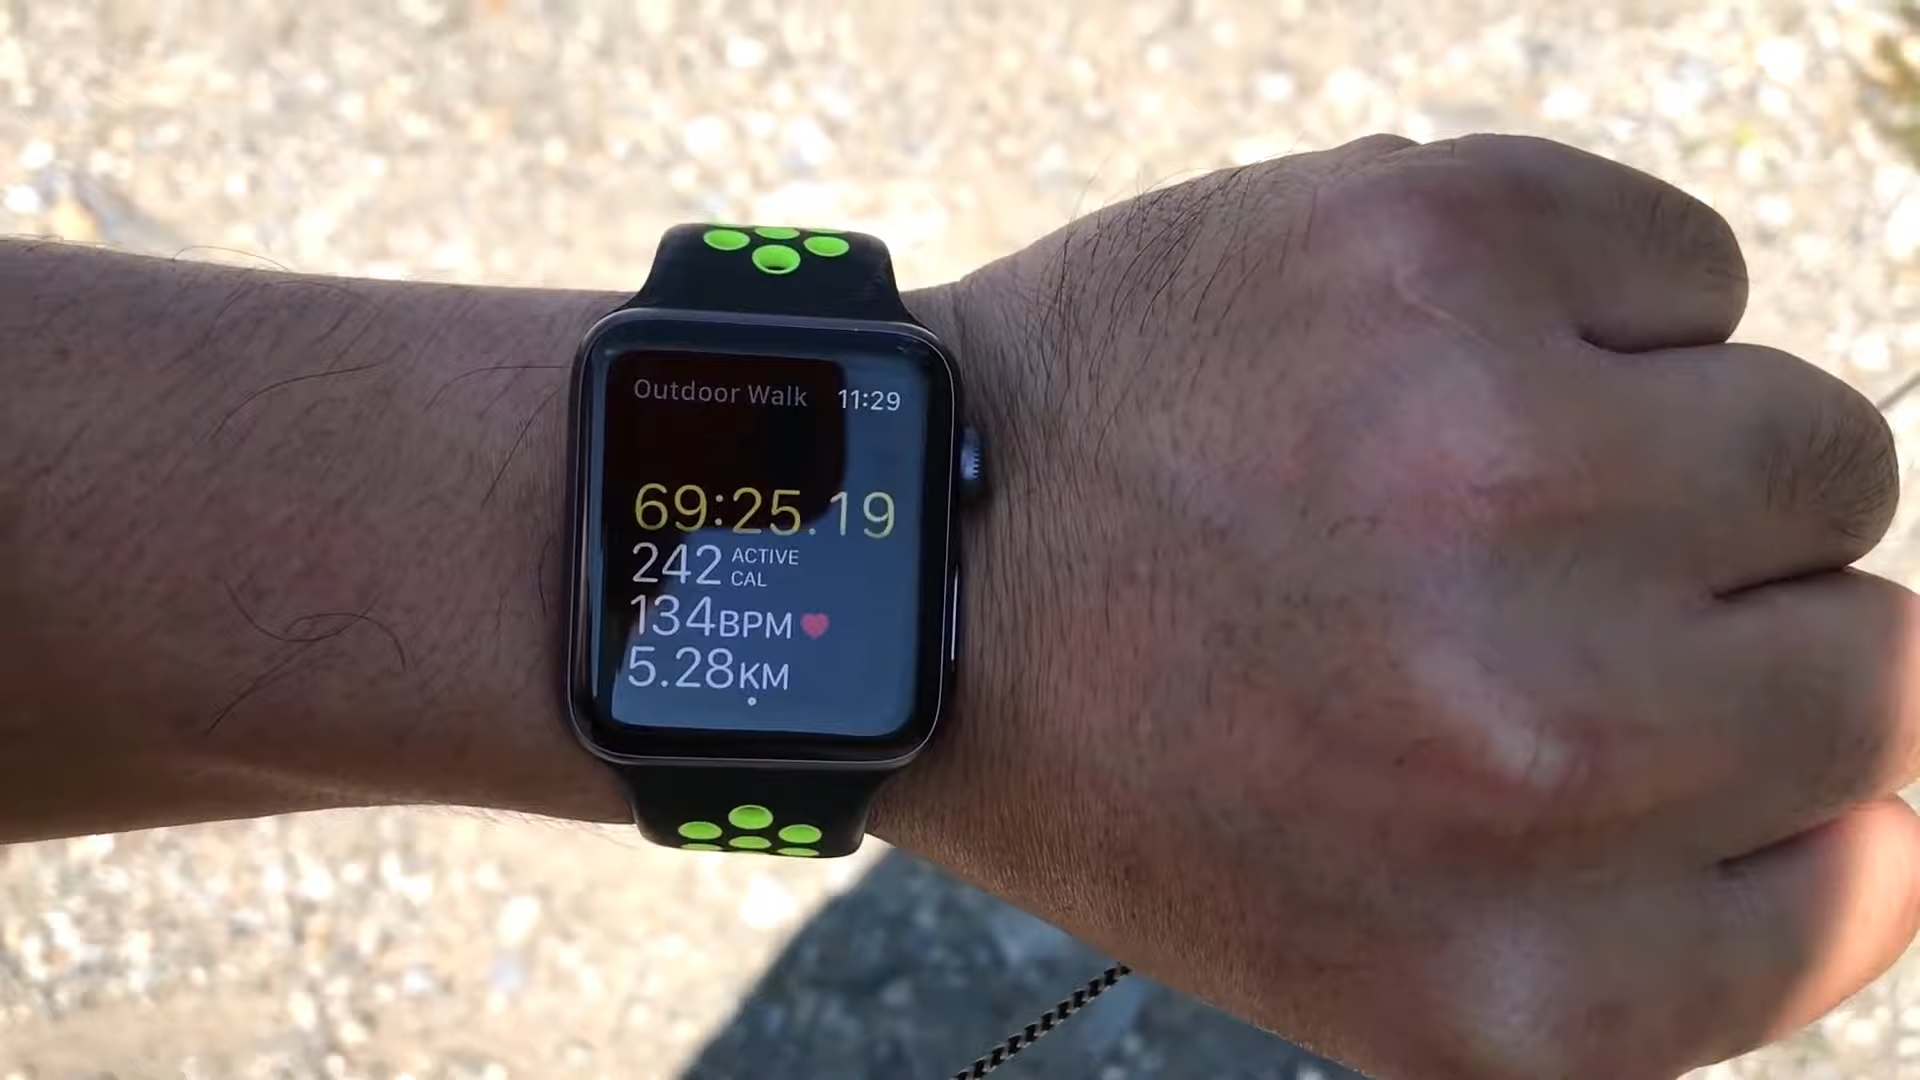 Outdoor Walk 11:29
69:25.19
242 ACTIVE
CAL
134BPM
5.28KM